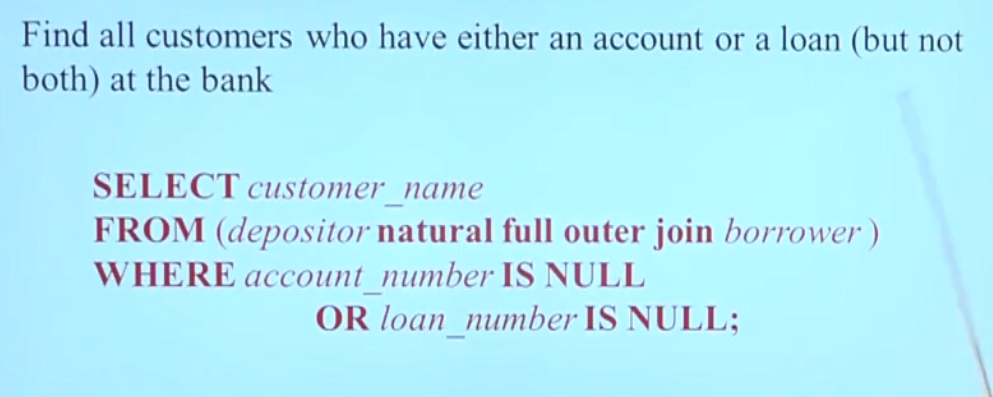 Find all customers who have either an account or a loan (but not
both) at the bank
SELECT customer_name
FROM (depositor natural full outer join borrower )
WHERE account_number IS NULL
OR loan_number IS NULL;